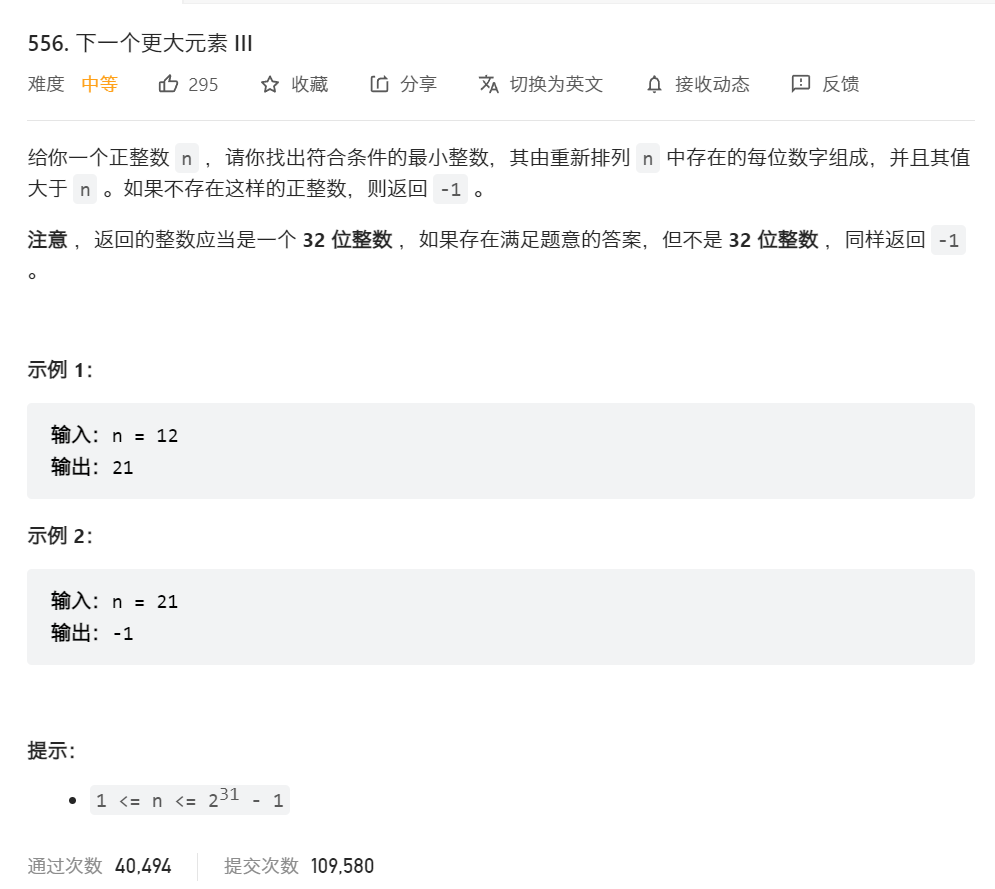 556. 下一个更大元素 III
难度 中等 295 收藏 分享 切换为英文 接收动态 反馈
给你一个正整数 n ，请你找出符合条件的最小整数，其由重新排列 n 中存在的每位数字组成，并且其值
大于 n 。如果不存在这样的正整数，则返回 -1 。
注意 ，返回的整数应当是一个 32 位整数 ，如果存在满足题意的答案，但不是 32 位整数 ，同样返回 -1
。
示例 1：
输入：n = 12
输出：21
示例 2：
输入：n = 21
输出：-1
提示：
• 1 <= n <= 2^31 - 1
通过次数 40,494 提交次数 109,580